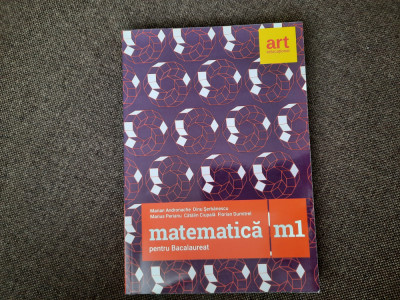 art
Marian Andronache Dinu Șerbănescu
Marius Perianu Cătălin Ciupală Florian Dumitrel
matematică m1
pentru Bacalaureat